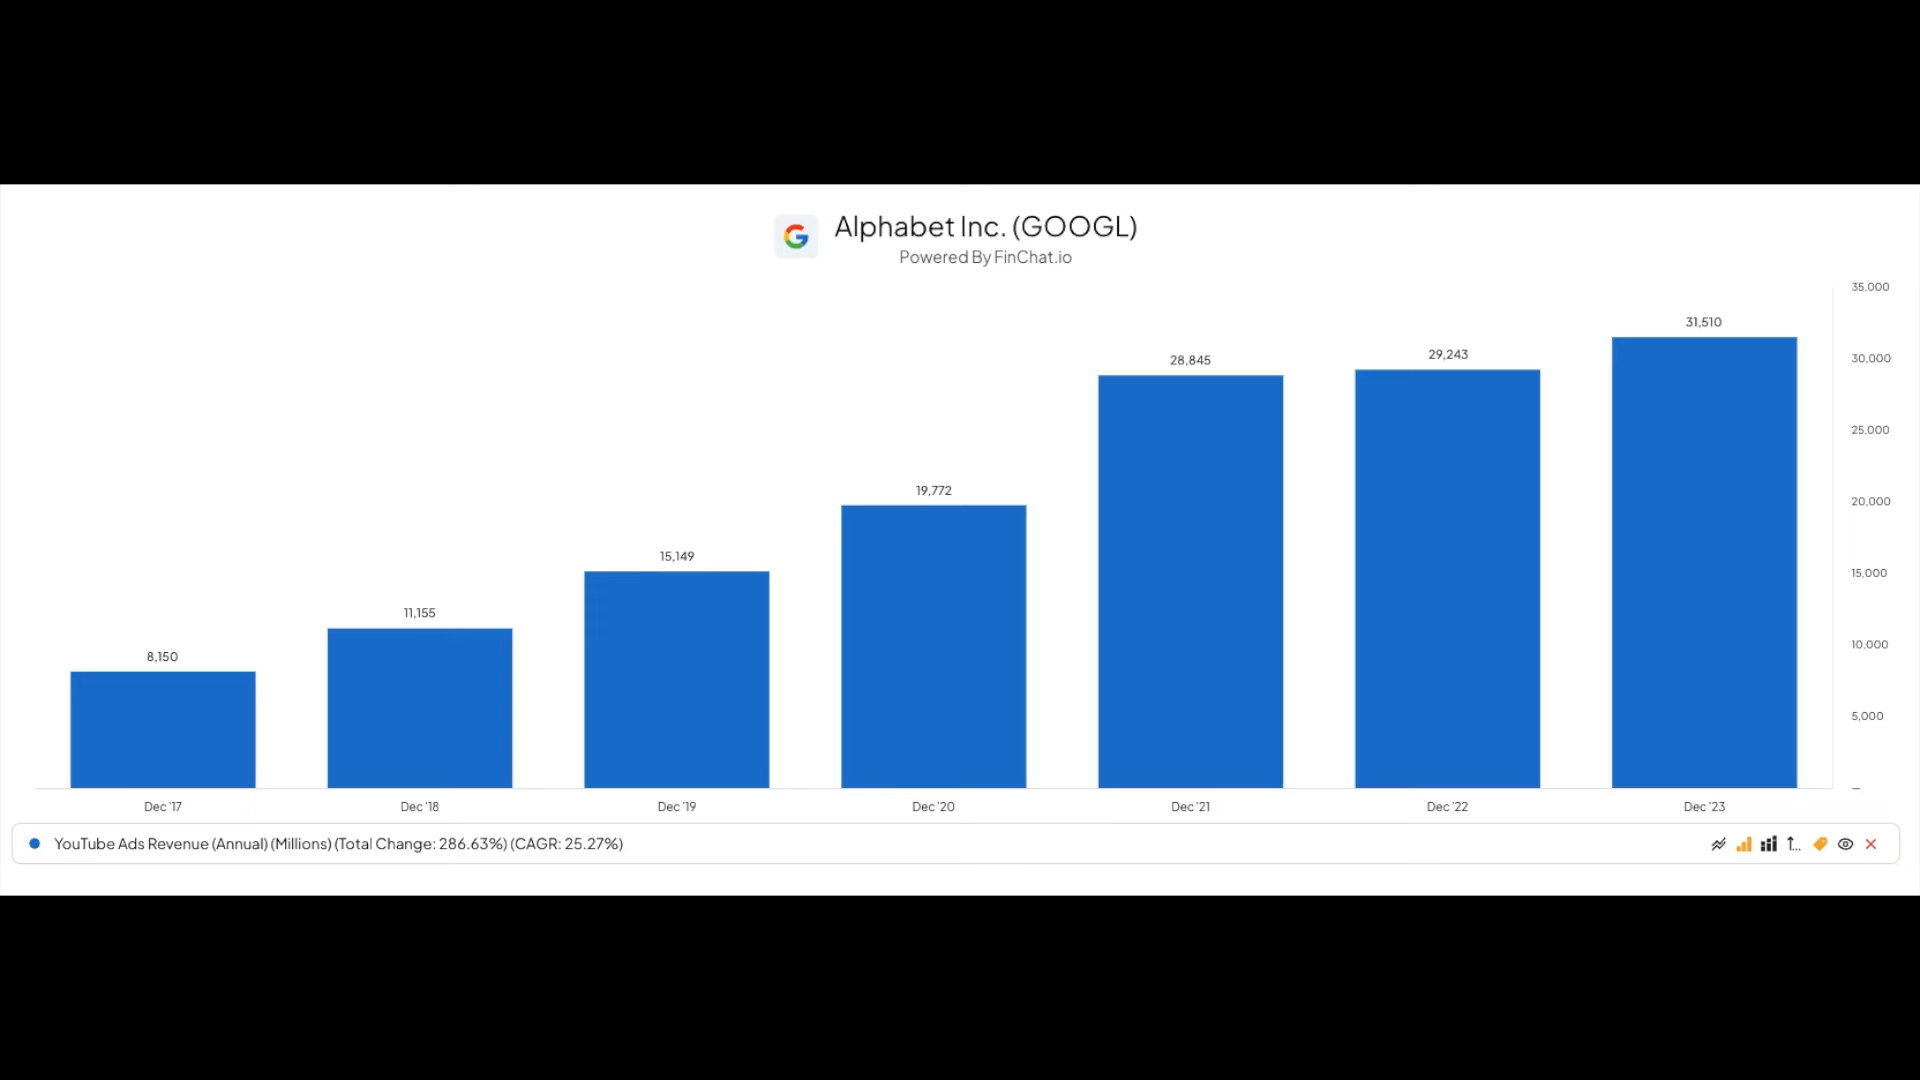 Alphabet Inc. (GOOGL)
Powered By FinChat.io
35,000
30,000
25,000
20,000
15,000
10,000
5,000
–
8,150
11,155
15,149
19,772
28,845
29,243
31,510
Dec '17
Dec '18
Dec '19
Dec '20
Dec '21
Dec '22
Dec '23
YouTube Ads Revenue (Annual) (Millions) (Total Change: 286.63%) (CAGR: 25.27%)